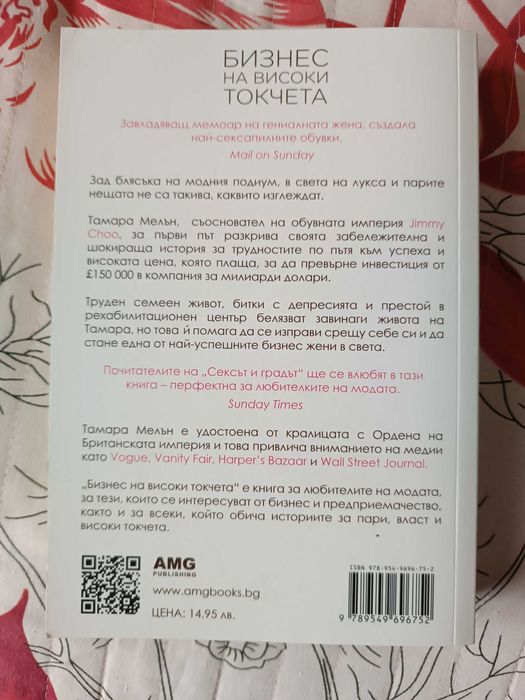 БИЗНЕС
НА ВИСОКИ
ТОКЧЕТА
Завладяващ мемоар на гениалната жена, създала
най-сексапилните обувки.
Mail on Sunday
Зад блясъка на модния подиум, в света на лукса и парите
нещата не са такива, каквито изглеждат.
Тамара Мелън, съосновател на обувната империя Jimmy
Choo, за първи път разкрива своята забележителна и
шокираща история за трудностите по пътя към успеха и
високата цена, която плаща, за да превърне инвестиция от
£150 000 в компания за милиарди долари.
Труден семеен живот, битки с депресията и престой в
рехабилитационен център белязват завинаги живота на
Тамара, но това ѝ помага да се изправи срещу себе си и да
стане една от най-успешните бизнес жени в света.
Почитателите на „Сексът и градът“ ще се влюбят в тази
книга – перфектна за любителките на модата.
Sunday Times
Тамара Мелън е удостоена от кралицата с Ордена на
Британската империя и това привлича вниманието на медии
като Vogue, Vanity Fair, Harper's Bazaar и Wall Street Journal.
„Бизнес на високи токчета“ е книга за любителите на модата,
за тези, които се интересуват от бизнес и предприемачество,
както и за всеки, който обича историите за пари, власт и
високи токчета.
AMG
PUBLISHING
www.amgbooks.bg
ЦЕНА: 14,95 лв.
ISBN 978-954-9696-75-2
9 789549 696752